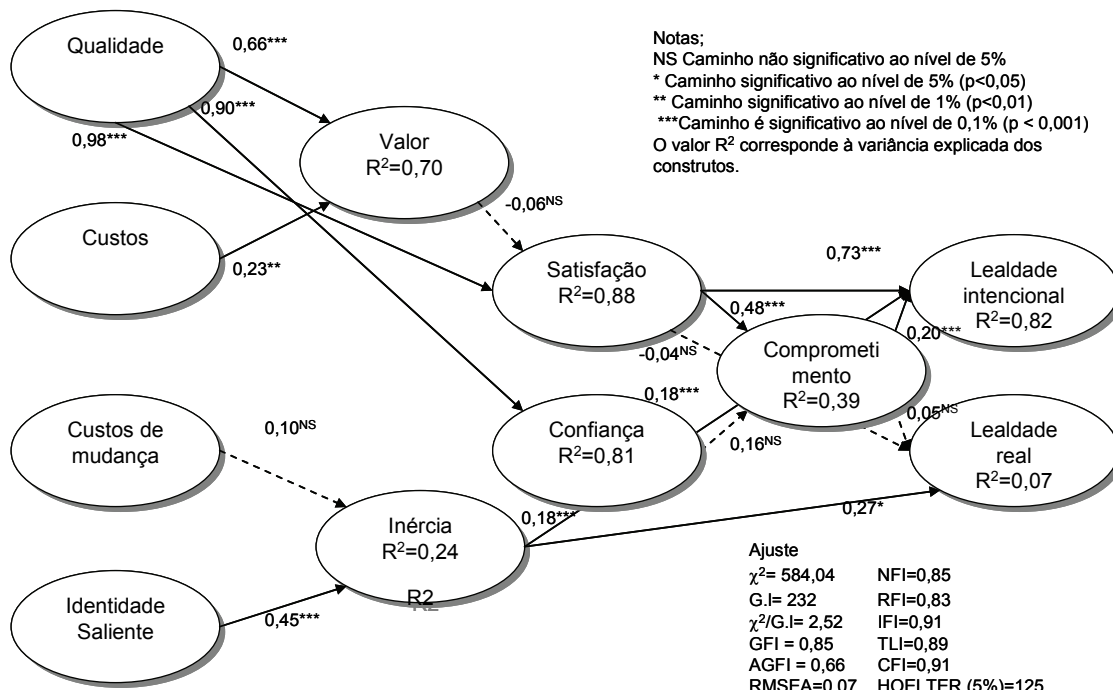 Qualidade
0,66***
0,90***
0,98***
Notas;
NS Caminho não significativo ao nível de 5%
* Caminho significativo ao nível de 5% (p<0,05)
** Caminho significativo ao nível de 1% (p<0,01)
***Caminho é significativo ao nível de 0,1% (p < 0,001)
O valor R² corresponde à variância explicada dos
construtos.
Valor
R²=0,70
-0,06NS
Custos
0,23**
Satisfação
R²=0,88
0,73***
Lealdade
intencional
R²=0,82
0,48***
0,20***
-0,04NS
Comprometi
mento
R²=0,39
0,18***
0,05NS
Custos de
mudança
0,10NS
Confiança
R²=0,81
0,16NS
Lealdade
real
R²=0,07
Inércia
R²=0,24
R2
0,18***
0,27*
Identidade
Saliente
0,45***
Ajuste
χ²= 584,04 NFI=0,85
G.l= 232 RFI=0,83
χ²/G.l= 2,52 IFI=0,91
GFI = 0,85 TLI=0,89
AGFI = 0,66 CFI=0,91
RMSEA=0,07 HOELTER (5%)=125